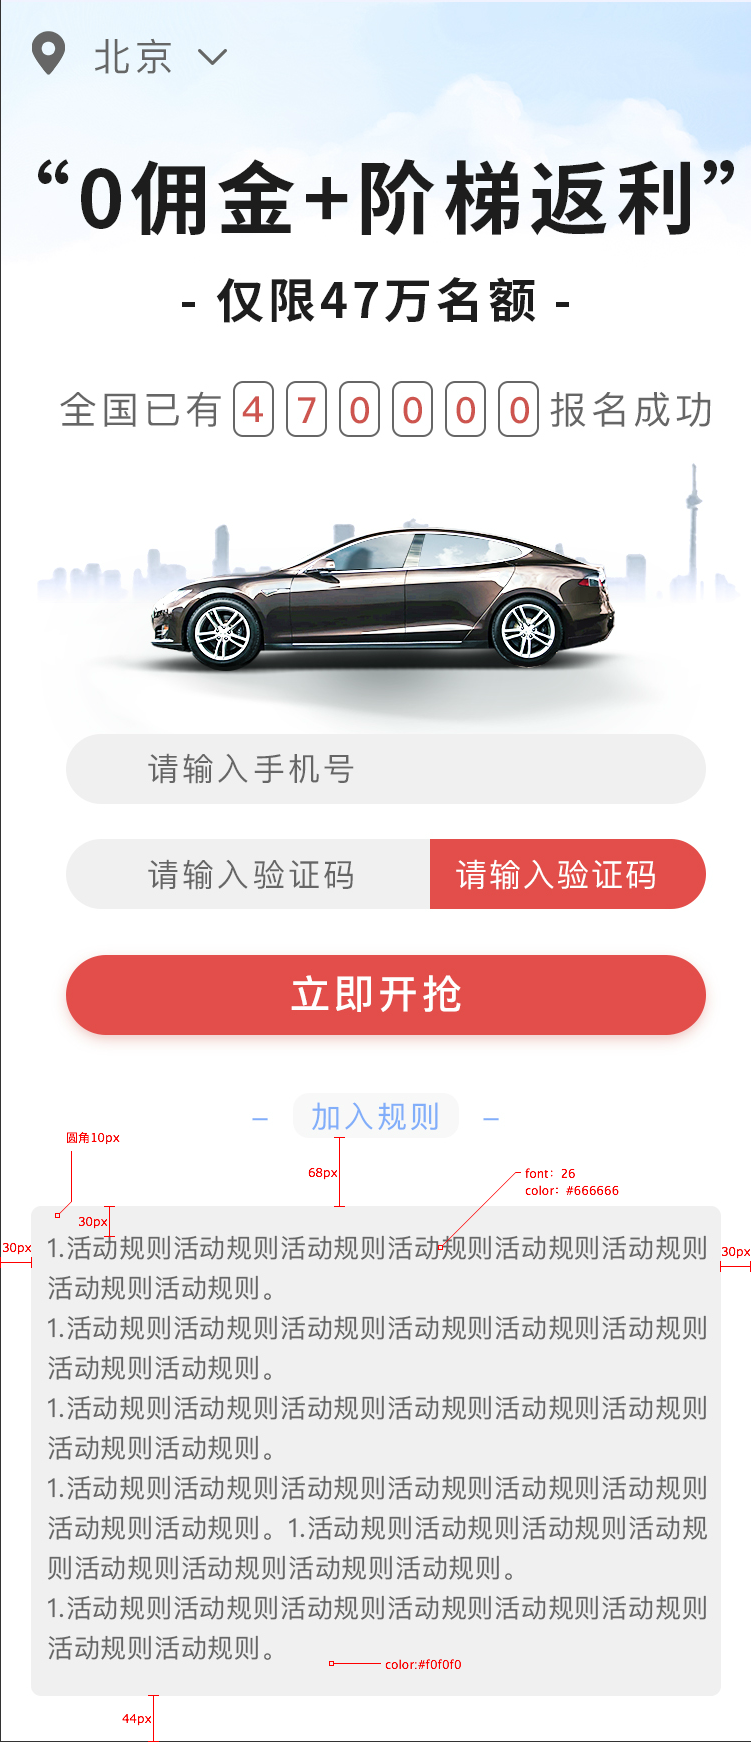 北京
“0佣金+阶梯返利”
- 仅限47万名额 -
全国已有 4 7 0 0 0 0 报名成功
请输入手机号
请输入验证码 请输入验证码
立即开抢
– 加入规则 –
圆角10px
68px
font：26
color：#666666
30px
30px
30px
1.活动规则活动规则活动规则活动规则活动规则活动规则
活动规则活动规则。
1.活动规则活动规则活动规则活动规则活动规则活动规则
活动规则活动规则。
1.活动规则活动规则活动规则活动规则活动规则活动规则
活动规则活动规则。
1.活动规则活动规则活动规则活动规则活动规则活动规则
活动规则活动规则。1.活动规则活动规则活动规则活动规
则活动规则活动规则活动规则活动规则。
1.活动规则活动规则活动规则活动规则活动规则活动规则
活动规则活动规则。
color:#f0f0f0
44px